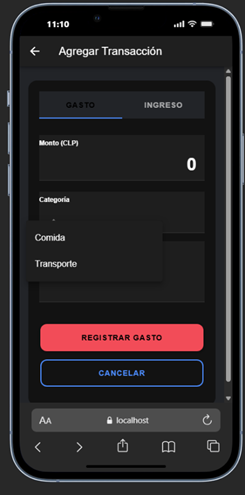 11:10
Agregar Transacción
GASTO
INGRESO
Monto (CLP)
0
Categoría
Comida
Transporte
REGISTRAR GASTO
CANCELAR
AA
localhost